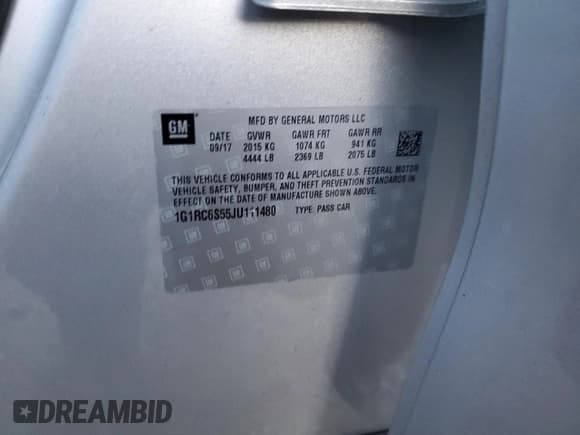 GM
MFD BY GENERAL MOTORS LLC
DATE GVWR GAWR FRT GAWR RR
09/17 2015 KG 1074 KG 941 KG
4444 LB 2369 LB 2075 LB
THIS VEHICLE CONFORMS TO ALL APPLICABLE U.S. FEDERAL MOTOR
VEHICLE SAFETY, BUMPER, AND THEFT PREVENTION STANDARDS IN
EFFECT ON THE DATE OF MANUFACTURE SHOWN ABOVE.
1G1RC6S55JU111480 TYPE: PASS CAR
DREAMBID